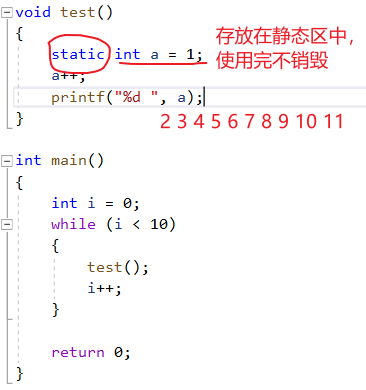 void test()
{
static int a = 1;
存放在静态区中，
使用完不销毁
a++;
printf("%d ", a);
2 3 4 5 6 7 8 9 10 11
}
int main()
{
int i = 0;
while (i < 10)
{
test();
i++;
}
return 0;
}